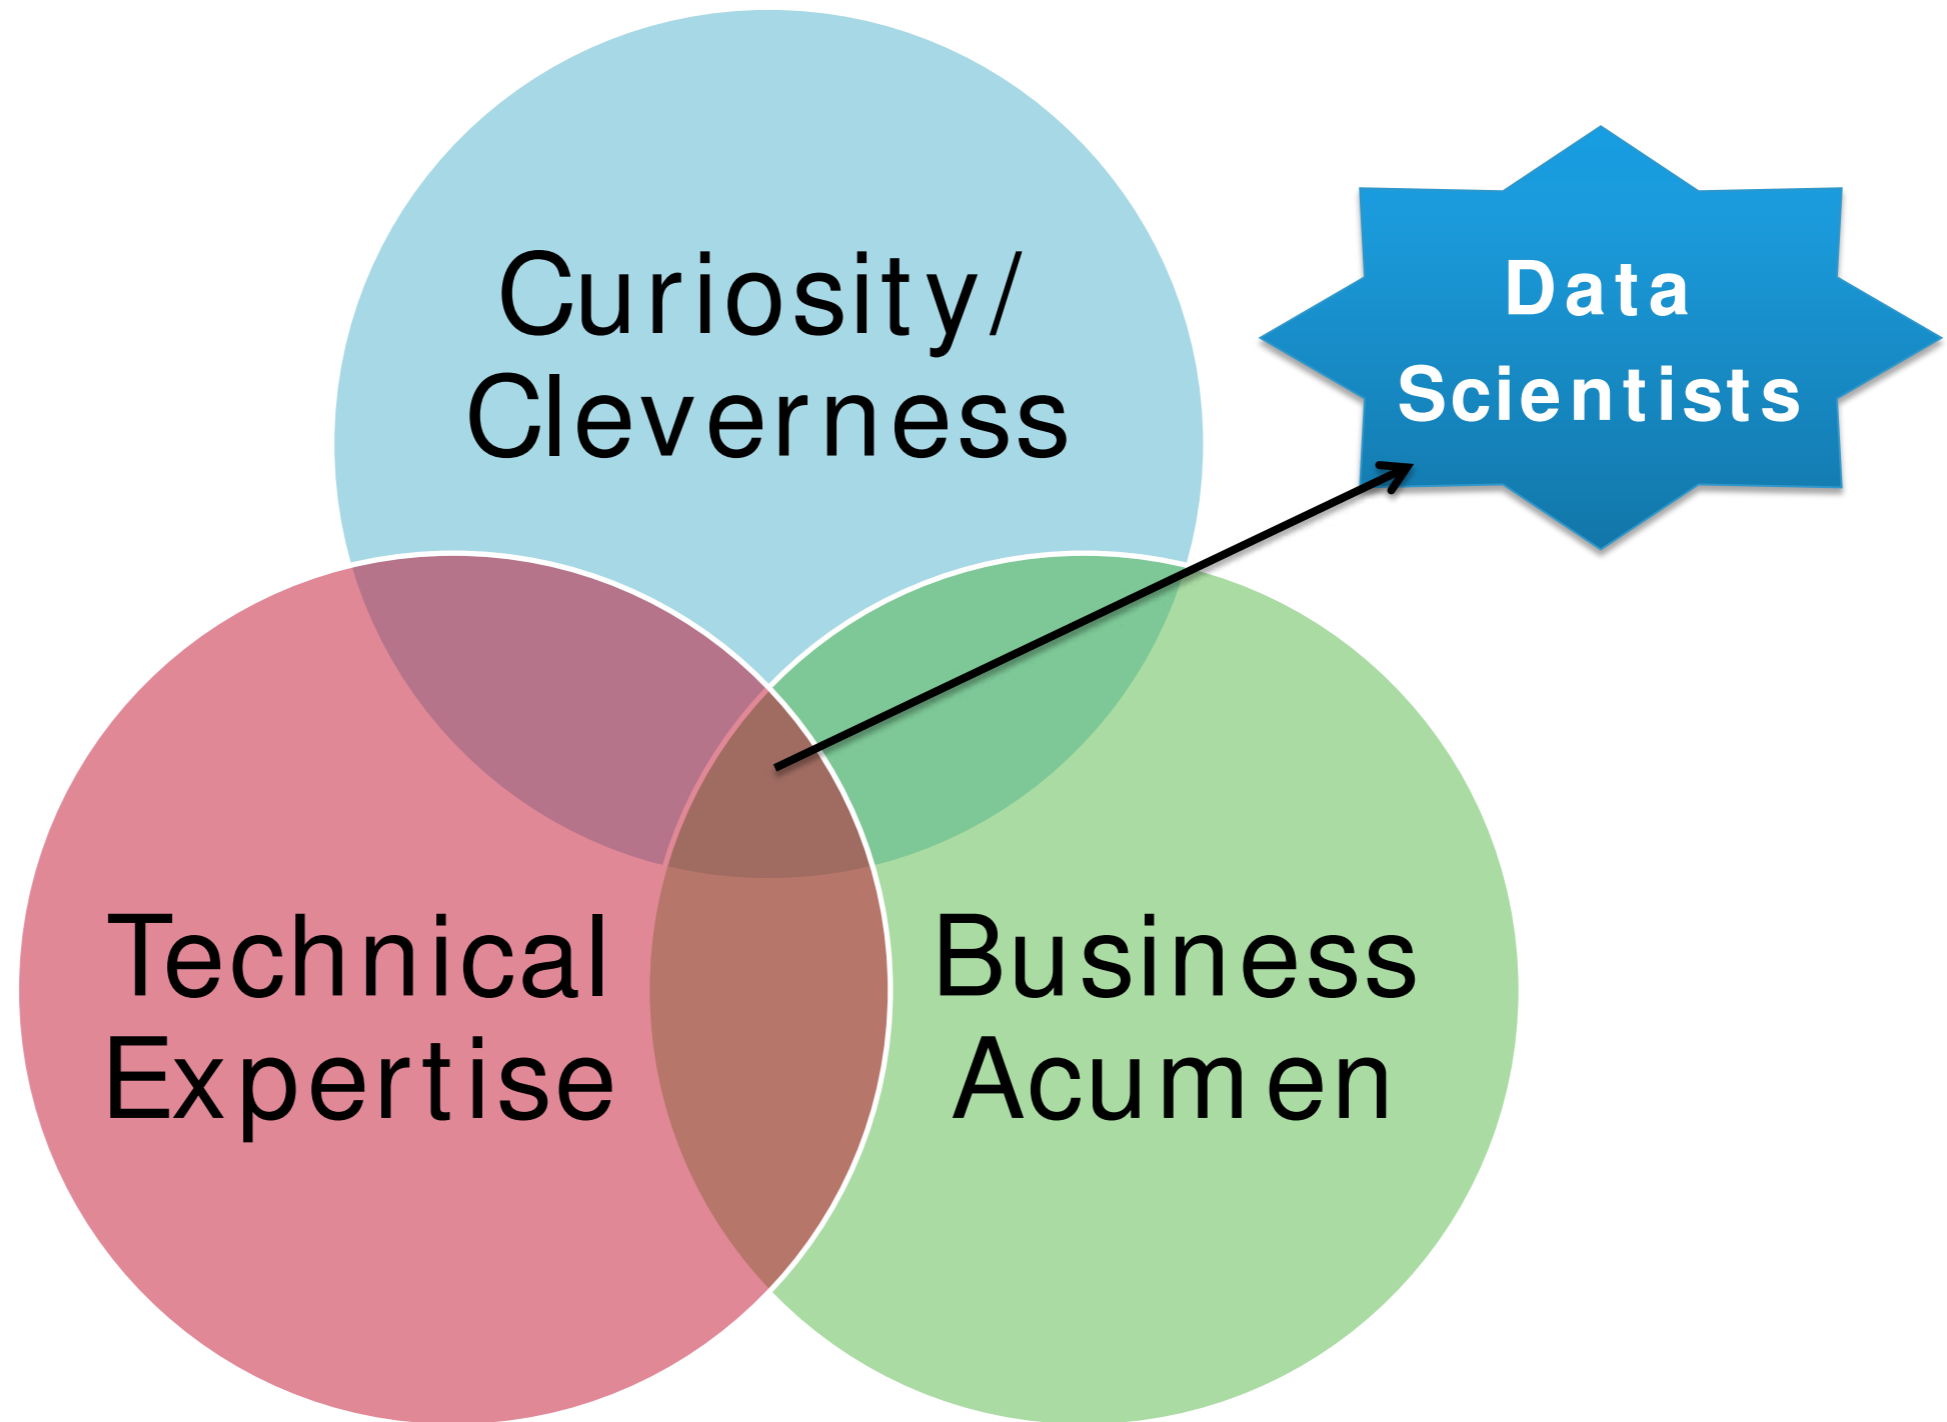 Curiosity/
Cleverness
Data
Scientists
Technical
Expertise
Business
Acumen